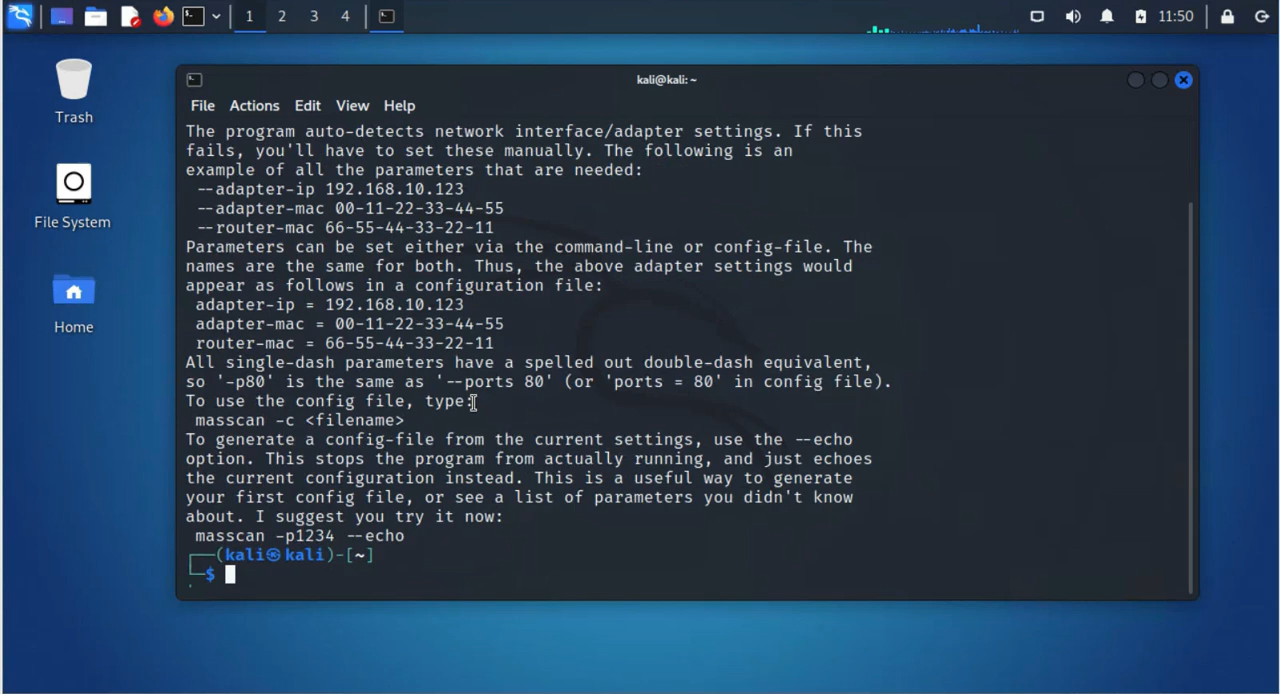 1 2 3 4 11:50
Trash
File System
Home
kali@kali: ~
File Actions Edit View Help
The program auto-detects network interface/adapter settings. If this
fails, you'll have to set these manually. The following is an
example of all the parameters that are needed:
--adapter-ip 192.168.10.123
--adapter-mac 00-11-22-33-44-55
--router-mac 66-55-44-33-22-11
Parameters can be set either via the command-line or config-file. The
names are the same for both. Thus, the above adapter settings would
appear as follows in a configuration file:
adapter-ip = 192.168.10.123
adapter-mac = 00-11-22-33-44-55
router-mac = 66-55-44-33-22-11
All single-dash parameters have a spelled out double-dash equivalent,
so '-p80' is the same as '--ports 80' (or 'ports = 80' in config file).
To use the config file, type:
masscan -c <filename>
To generate a config-file from the current settings, use the --echo
option. This stops the program from actually running, and just echoes
the current configuration instead. This is a useful way to generate
your first config file, or see a list of parameters you didn't know
about. I suggest you try it now:
masscan -p1234 --echo
┌──(kali㉿kali)-[~]
└─$